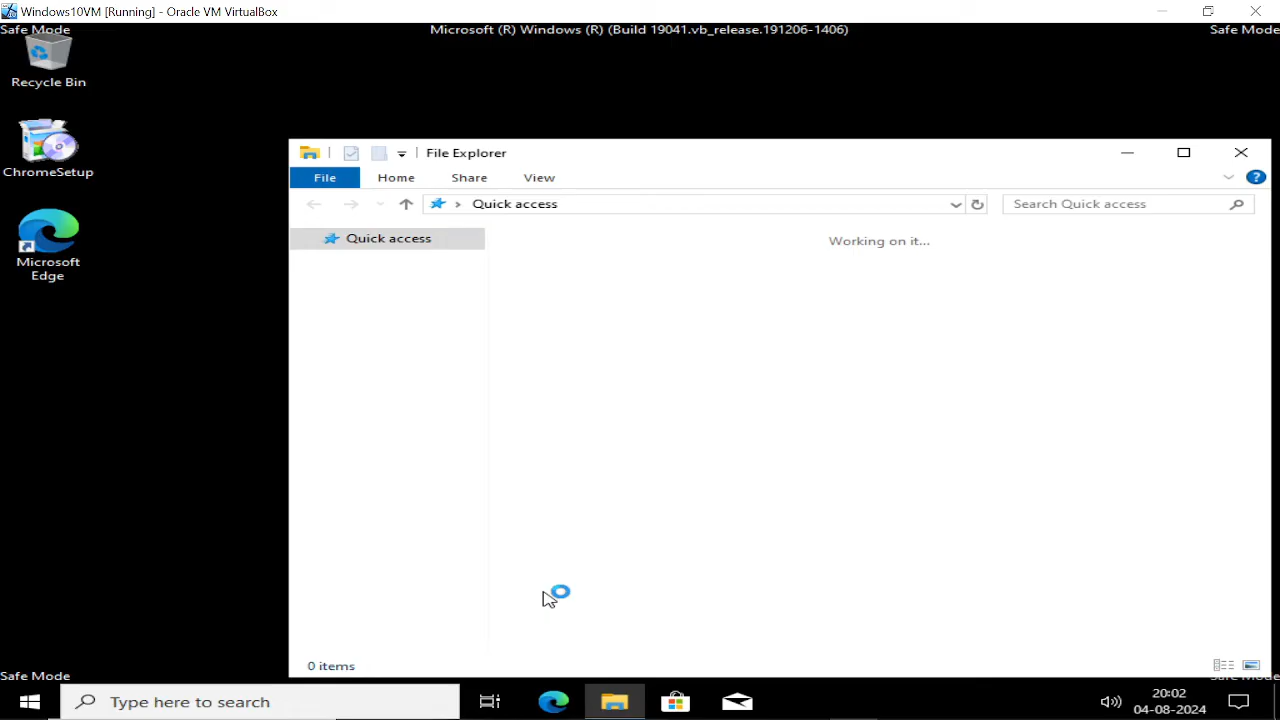 Windows10VM [Running] - Oracle VM VirtualBox
Safe Mode
Microsoft (R) Windows (R) (Build 19041.vb_release.191206-1406)
Safe Mode
Recycle Bin
ChromeSetup
Microsoft
Edge
File Explorer
File
Home
Share
View
Quick access
Search Quick access
Quick access
Working on it...
0 items
Safe Mode
Safe Mode
Type here to search
20:02
04-08-2024